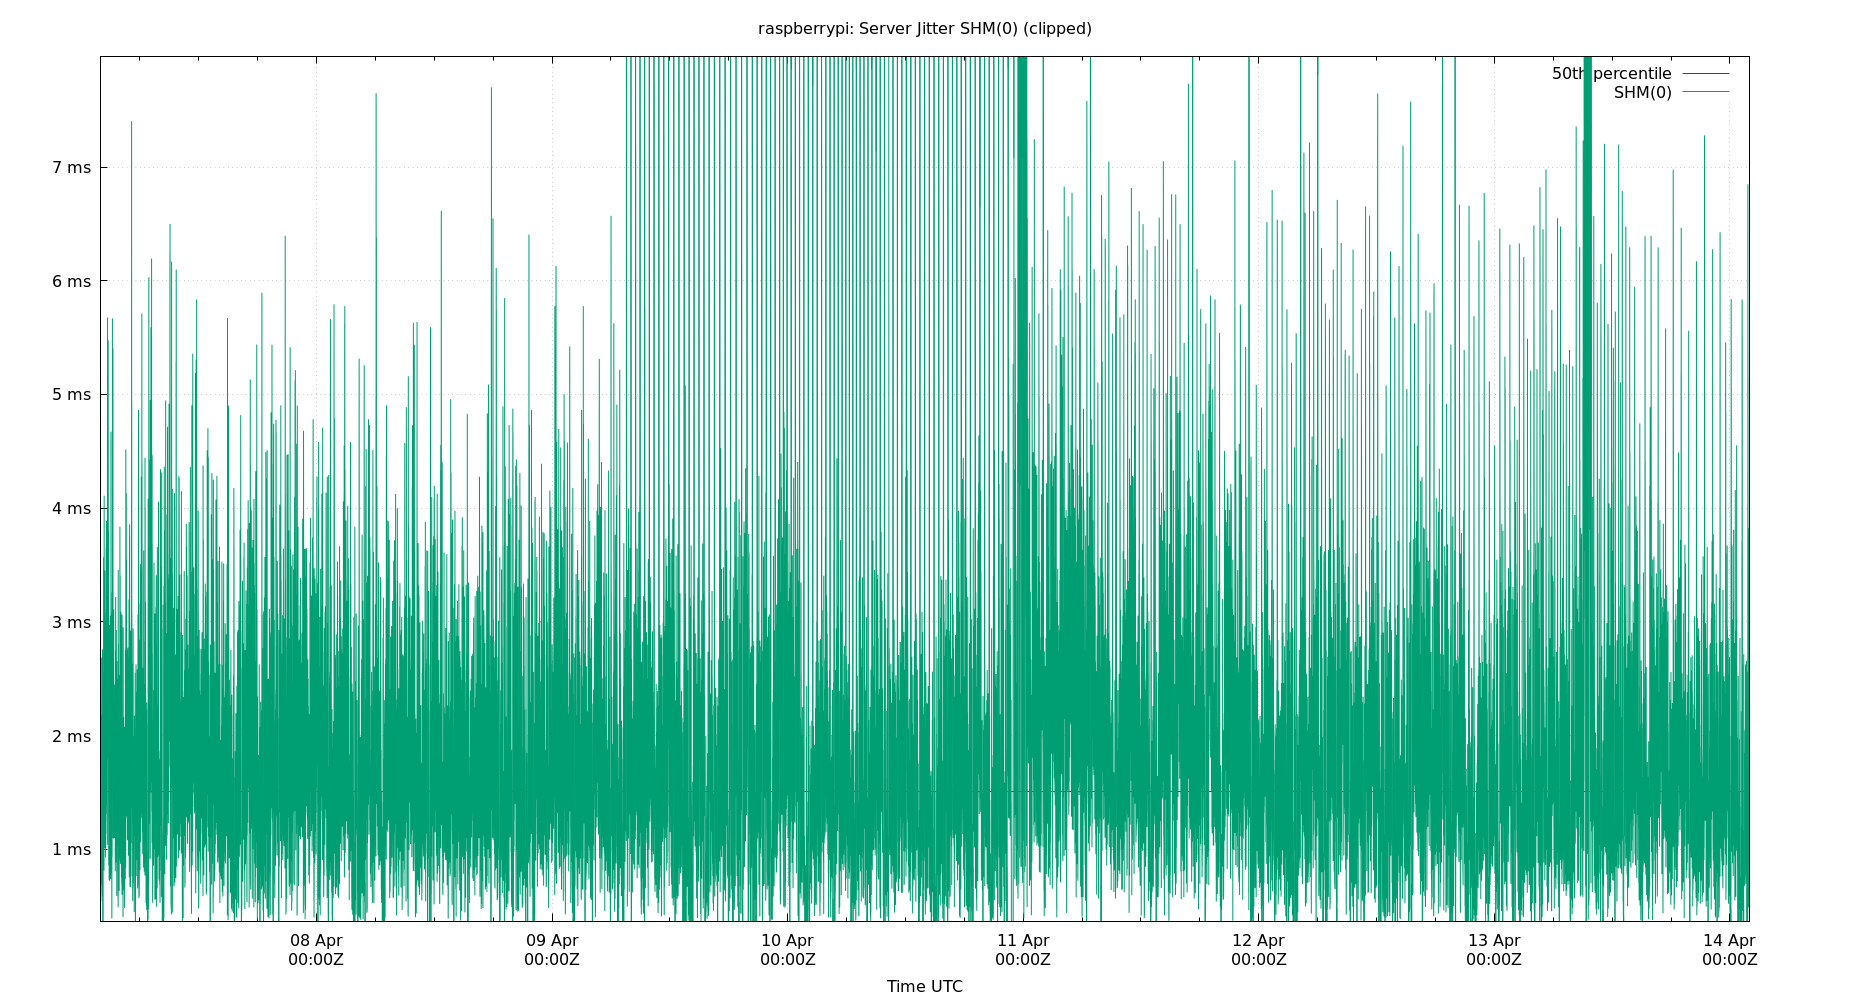 raspberrypi: Server Jitter SHM(0) (clipped)
50th percentile
SHM(0)
7 ms
6 ms
5 ms
4 ms
3 ms
2 ms
1 ms
08 Apr 09 Apr 10 Apr 11 Apr 12 Apr 13 Apr 14 Apr
00:00Z 00:00Z 00:00Z 00:00Z 00:00Z 00:00Z 00:00Z
Time UTC